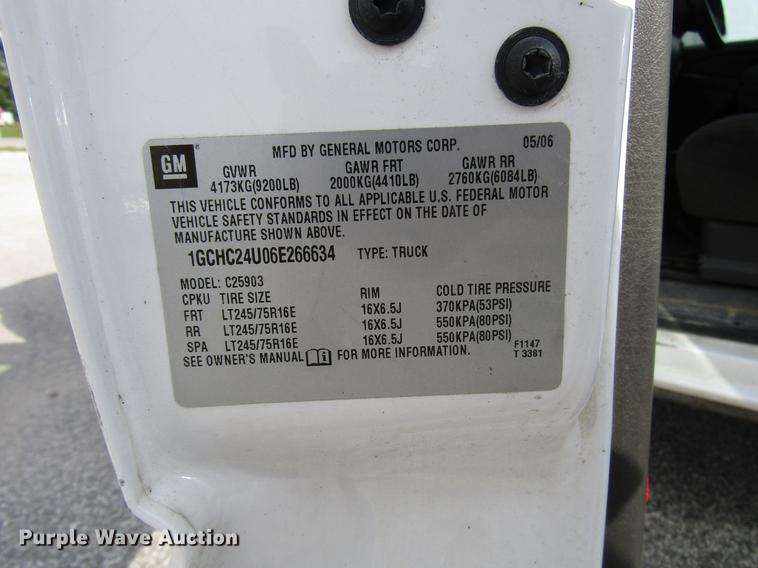 GM
MFD BY GENERAL MOTORS CORP. 05/06
GVWR GAWR FRT GAWR RR
4173KG(9200LB) 2000KG(4410LB) 2760KG(6084LB)
THIS VEHICLE CONFORMS TO ALL APPLICABLE U.S. FEDERAL MOTOR
VEHICLE SAFETY STANDARDS IN EFFECT ON THE DATE OF
MANUFACTURE SHOWN ABOVE.
1GCHC24U06E266634 TYPE: TRUCK
MODEL: C25903
CPKU TIRE SIZE RIM COLD TIRE PRESSURE
FRT LT245/75R16E 16X6.5J 370KPA(53PSI)
RR LT245/75R16E 16X6.5J 550KPA(80PSI)
SPA LT245/75R16E 16X6.5J 550KPA(80PSI)
SEE OWNER'S MANUAL FOR MORE INFORMATION. F1147
T 3381
Purple Wave Auction